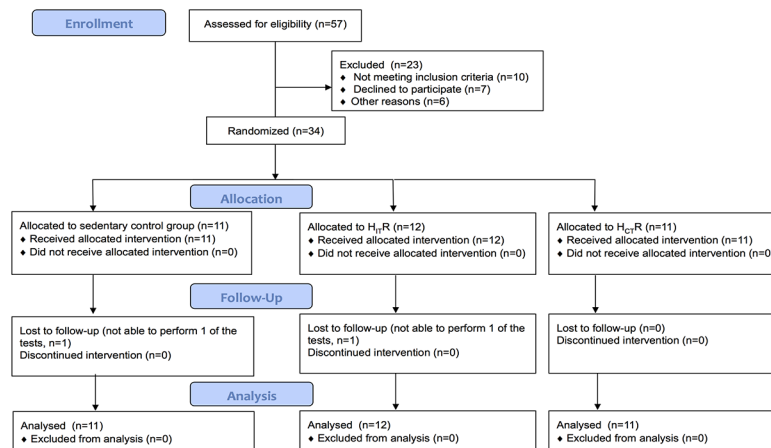 Enrollment
Assessed for eligibility (n=57)
Excluded (n=23)
♦ Not meeting inclusion criteria (n=10)
♦ Declined to participate (n=7)
♦ Other reasons (n=6)
Randomized (n=34)
Allocation
Allocated to sedentary control group (n=11)
♦ Received allocated intervention (n=11)
♦ Did not receive allocated intervention (n=0)
Allocated to HITR (n=12)
♦ Received allocated intervention (n=12)
♦ Did not receive allocated intervention (n=0)
Allocated to HCTR (n=11)
♦ Received allocated intervention (n=11)
♦ Did not receive allocated intervention (n=0
Follow-Up
Lost to follow-up (not able to perform 1 of the
tests, n=1)
Discontinued intervention (n=0)
Lost to follow-up (not able to perform 1 of the
tests, n=1)
Discontinued intervention (n=0)
Lost to follow-up (n=0)
Discontinued intervention (n=0)
Analysis
Analysed (n=11)
♦ Excluded from analysis (n=0)
Analysed (n=12)
♦ Excluded from analysis (n=0)
Analysed (n=11)
♦ Excluded from analysis (n=0)